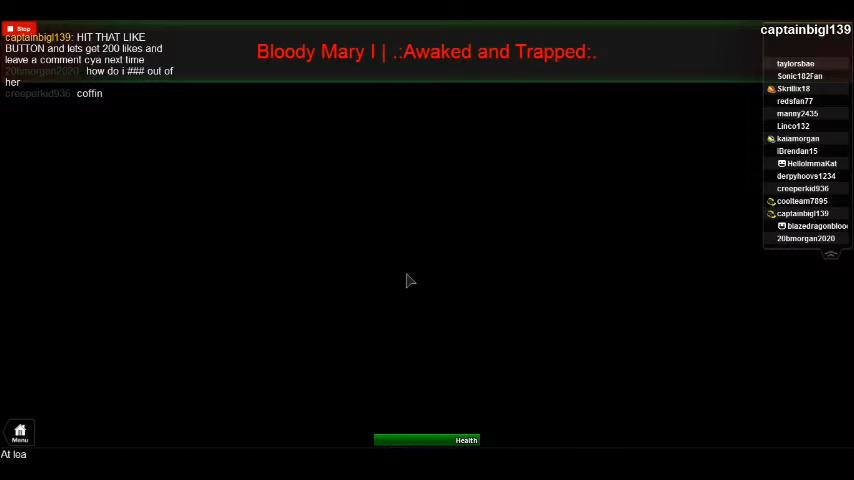 Stop
captainbigl139
captainbigl139: HIT THAT LIKE
BUTTON and lets get 200 likes and
leave a comment cya next time
20bmorgan2020: how do i ### out of
her
creeperkid936: coffin
Bloody Mary I | .:Awaked and Trapped:.
taylorsbae
Sonic182Fan
Skrillix18
redsfan77
manny2435
Linco132
kaiamorgan
iBrendan15
HelloImmaKat
derpyhoovs1234
creeperkid936
coolteam7895
captainbigl139
blazedragonbloo
20bmorgan2020
Menu
Health
At lea